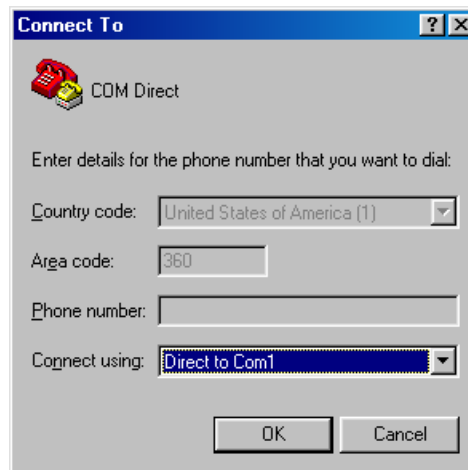 Connect To
COM Direct
Enter details for the phone number that you want to dial:
Country code: United States of America (1)
Area code: 360
Phone number:
Connect using: Direct to Com1
OK Cancel